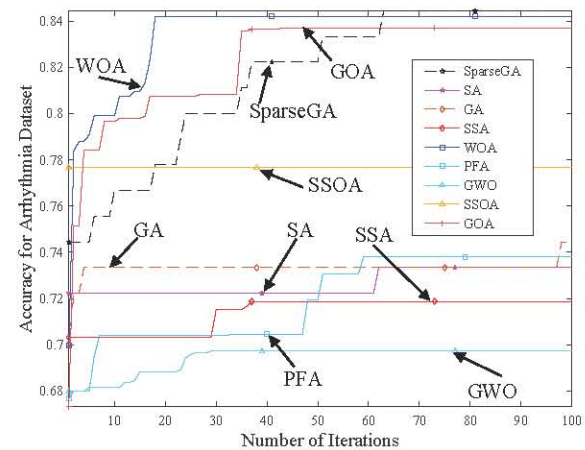 0.84
0.82
0.8
0.78
0.76
0.74
0.72
0.7
0.68
Accuracy for Arrhythmia Dataset
10 20 30 40 50 60 70 80 90 100
Number of Iterations
WOA
GOA
SparseGA
SSOA
GA
SA
SSA
PFA
GWO
SparseGA
SA
GA
SSA
WOA
PFA
GWO
SSOA
GOA